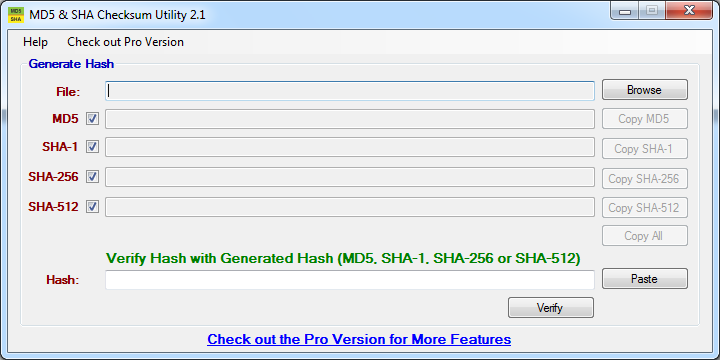 MD5 SHA MD5 & SHA Checksum Utility 2.1
Help Check out Pro Version
Generate Hash
File: Browse
MD5 Copy MD5
SHA-1 Copy SHA-1
SHA-256 Copy SHA-256
SHA-512 Copy SHA-512
Copy All
Verify Hash with Generated Hash (MD5, SHA-1, SHA-256 or SHA-512)
Hash: Paste
Verify
Check out the Pro Version for More Features